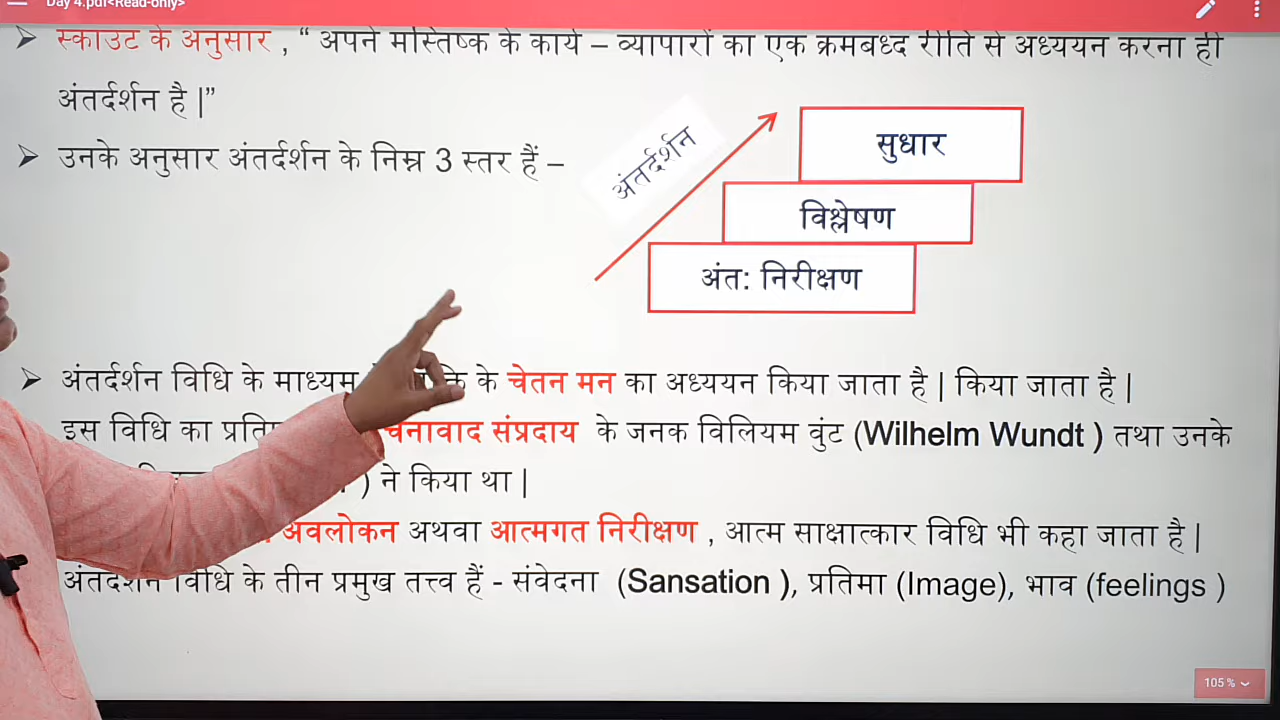 Day 4.pdf<Read-only>
➢ स्काउट के अनुसार , “ अपने मस्तिष्क के कार्य – व्यापारों का एक क्रमबध्द रीति से अध्ययन करना ही
अंतर्दर्शन है |”
➢ उनके अनुसार अंतर्दर्शन के निम्न 3 स्तर हैं –
अंतर्दर्शन
सुधार
विश्लेषण
अंत: निरीक्षण
➢ अंतर्दर्शन विधि के माध्यम के चेतन मन का अध्ययन किया जाता है | किया जाता है |
इस विधि का संप्रदाय के जनक विलियम वुंट (Wilhelm Wundt ) तथा उनके
) ने किया था |
अवलोकन अथवा आत्मगत निरीक्षण , आत्म साक्षात्कार विधि भी कहा जाता है |
अंतर्दर्शन विधि के तीन प्रमुख तत्त्व हैं - संवेदना (Sansation ), प्रतिमा (Image), भाव (feelings )
105 %